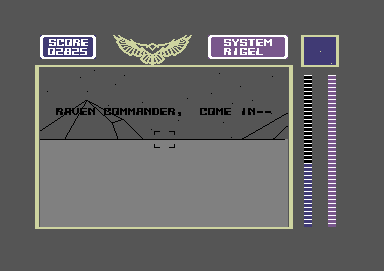 SCORE
02825
SYSTEM
RIGEL
RAVEN COMMANDER, COME IN--